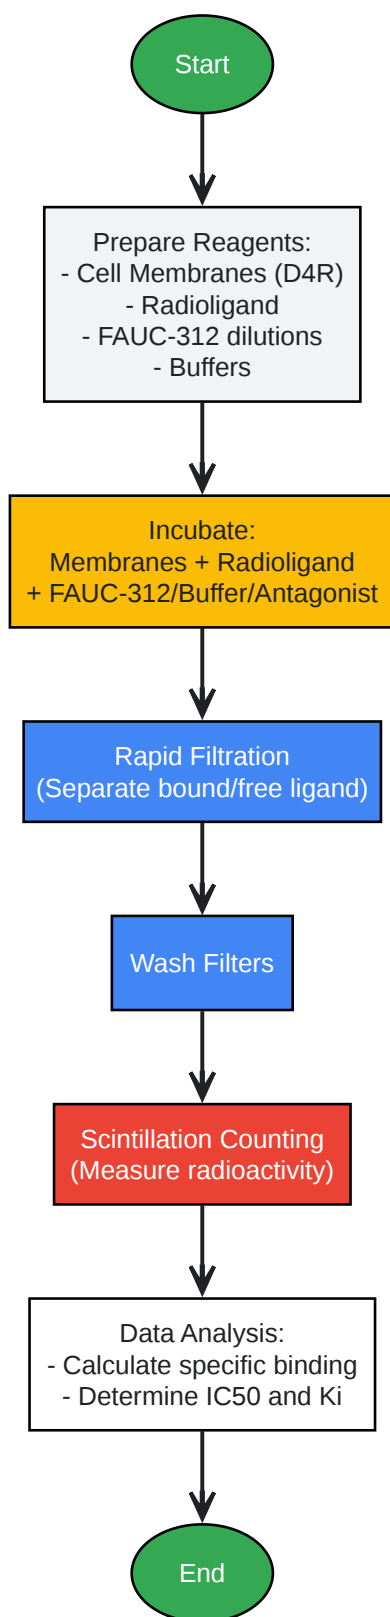 Start
Prepare Reagents:
- Cell Membranes (D4R)
- Radioligand
- FAUC-312 dilutions
- Buffers
Incubate:
Membranes + Radioligand
+ FAUC-312/Buffer/Antagonist
Rapid Filtration
(Separate bound/free ligand)
Wash Filters
Scintillation Counting
(Measure radioactivity)
Data Analysis:
- Calculate specific binding
- Determine IC50 and Ki
End